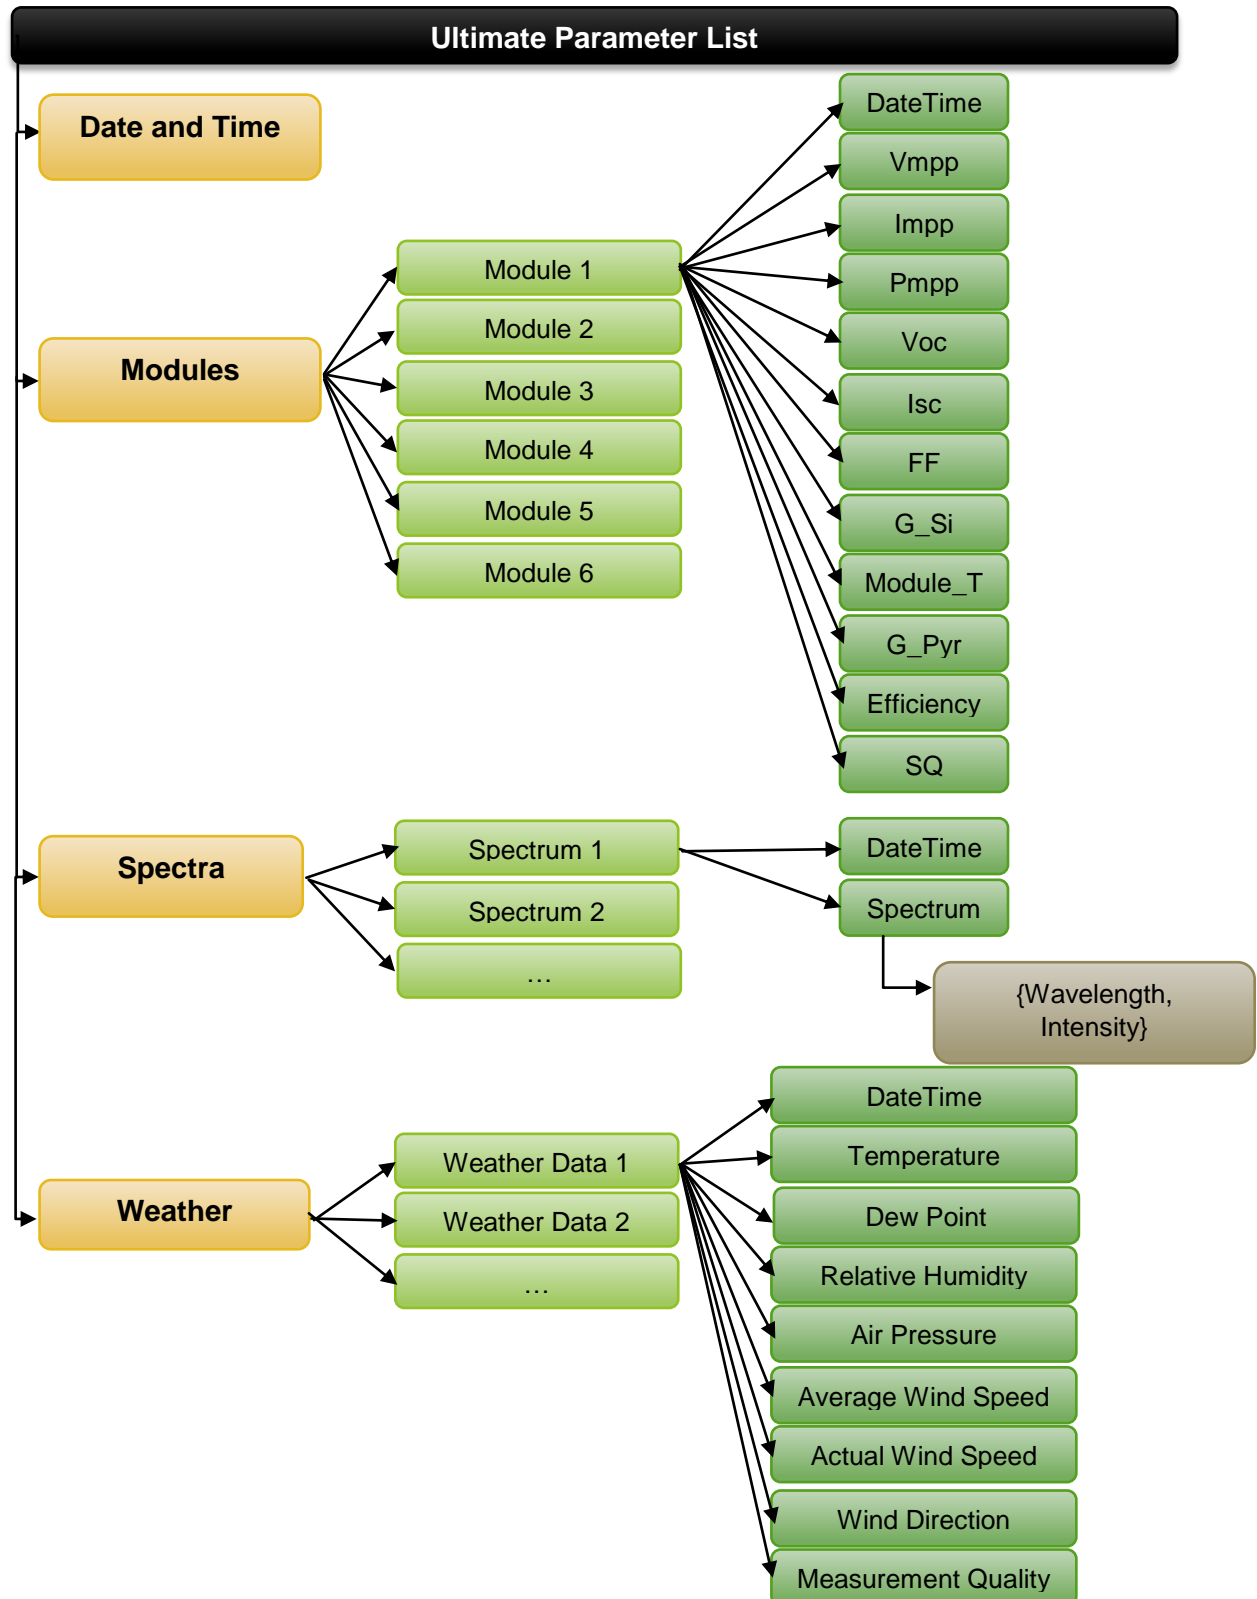 Ultimate Parameter List
Date and Time
Modules
Module 1
Module 2
Module 3
Module 4
Module 5
Module 6
DateTime
Vmpp
Impp
Pmpp
Voc
Isc
FF
G_Si
Module_T
G_Pyr
Efficiency
SQ
Spectra
Spectrum 1
Spectrum 2
…
DateTime
Spectrum
{Wavelength,
Intensity}
Weather
Weather Data 1
Weather Data 2
…
DateTime
Temperature
Dew Point
Relative Humidity
Air Pressure
Average Wind Speed
Actual Wind Speed
Wind Direction
Measurement Quality